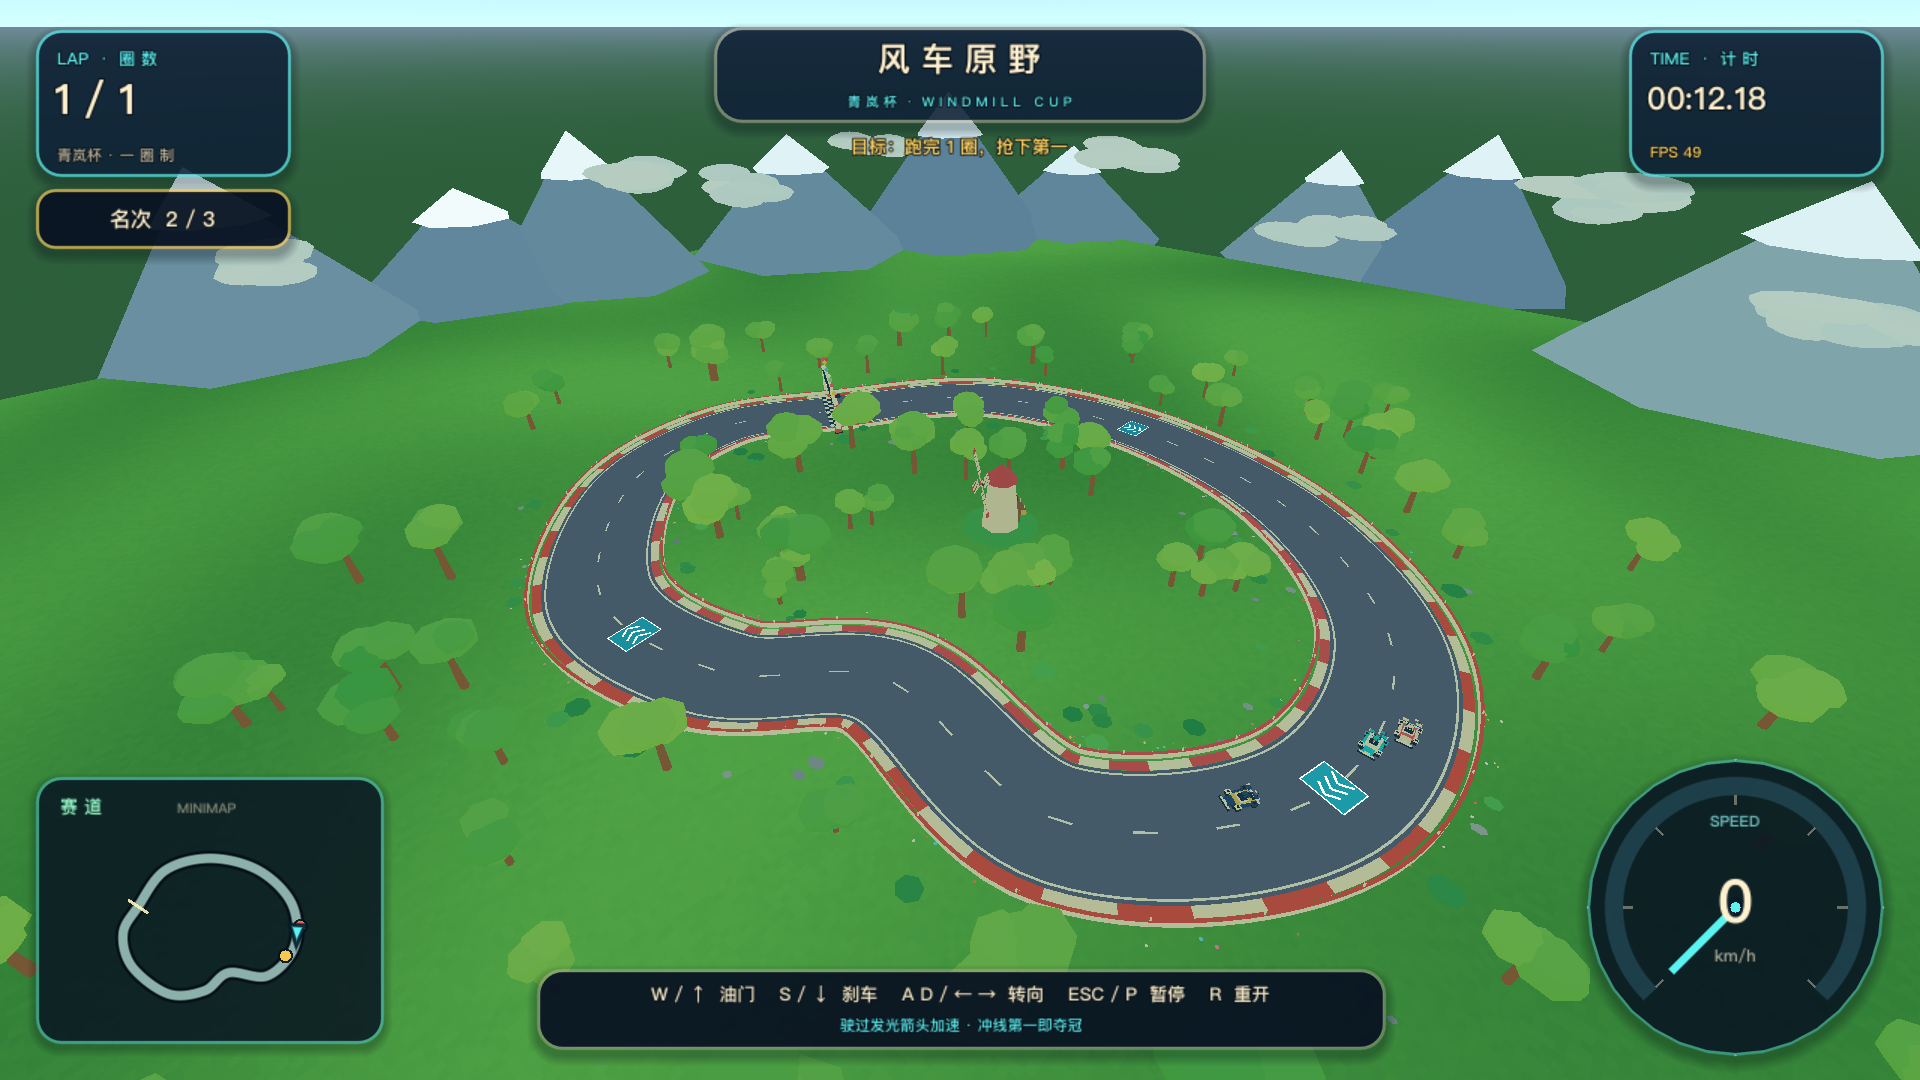 LAP · 圈数
1 / 1
青岚杯 · 一圈制
名次 2 / 3
风车原野
青岚杯 · WINDMILL CUP
目标：跑完 1 圈，抢下第一
TIME · 计时
00:12.18
FPS 49
赛道 MINIMAP
SPEED
0
km/h
W / ↑ 油门 S / ↓ 刹车 A D / ← → 转向 ESC / P 暂停 R 重开
驶过发光箭头加速 · 冲线第一即夺冠